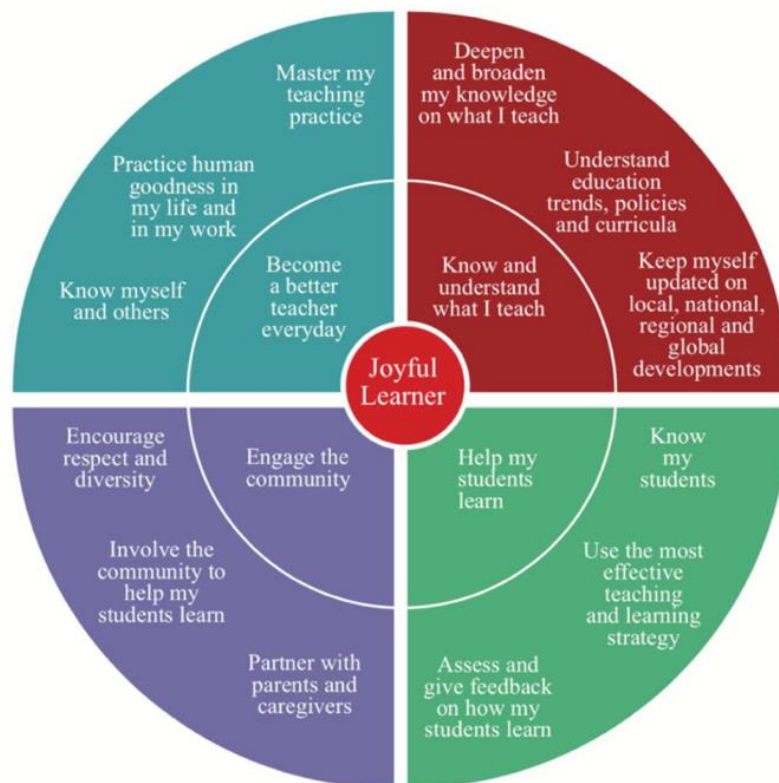 Master my
teaching
practice
Practice human
goodness in
my life and
in my work
Know myself
and others
Become
a better
teacher
everyday
Deepen
and broaden
my knowledge
on what I teach
Understand
education
trends, policies
and curricula
Keep myself
updated on
local, national,
regional and
global
developments
Know and
understand
what I teach
Joyful
Learner
Encourage
respect and
diversity
Engage the
community
Involve the
community to
help my
students learn
Partner with
parents and
caregivers
Help my
students
learn
Know
my
students
Use the most
effective
teaching
and learning
strategy
Assess and
give feedback
on how my
students learn